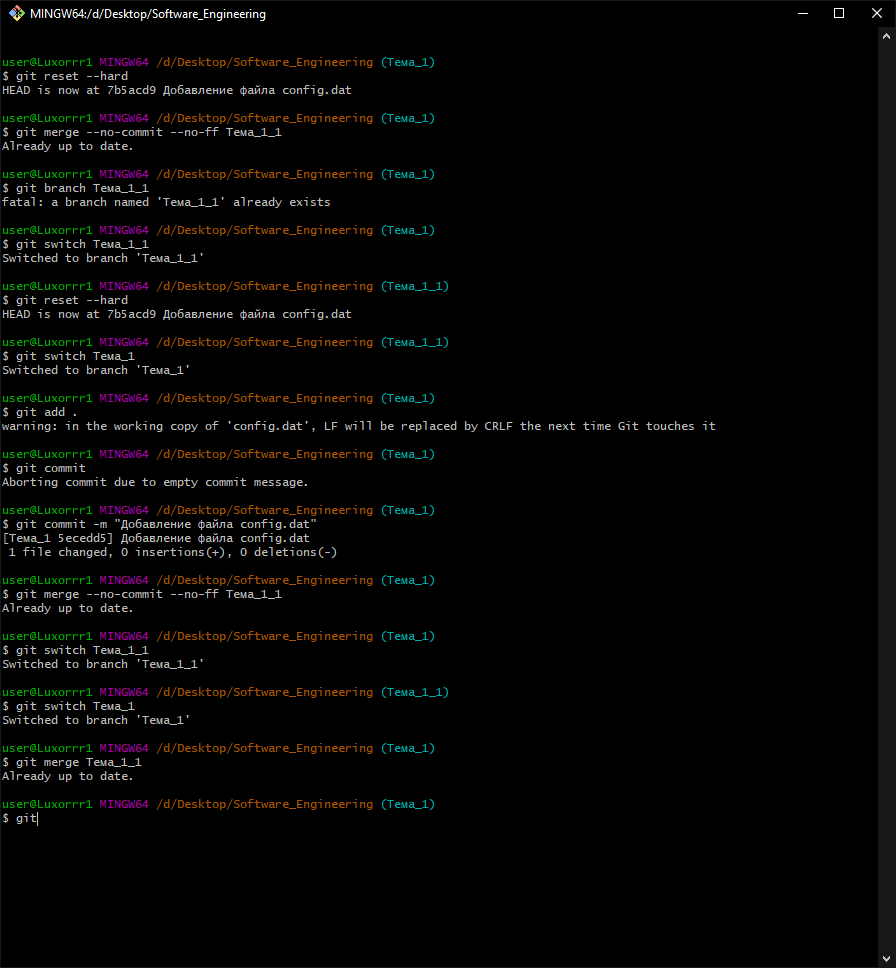 MINGW64:/d/Desktop/Software_Engineering
user@Luxorrr1 MINGW64 /d/Desktop/Software_Engineering (Тема_1)
$ git reset --hard
HEAD is now at 7b5acd9 Добавление файла config.dat
user@Luxorrr1 MINGW64 /d/Desktop/Software_Engineering (Тема_1)
$ git merge --no-commit --no-ff Тема_1_1
Already up to date.
user@Luxorrr1 MINGW64 /d/Desktop/Software_Engineering (Тема_1)
$ git branch Тема_1_1
fatal: a branch named 'Тема_1_1' already exists
user@Luxorrr1 MINGW64 /d/Desktop/Software_Engineering (Тема_1)
$ git switch Тема_1_1
Switched to branch 'Тема_1_1'
user@Luxorrr1 MINGW64 /d/Desktop/Software_Engineering (Тема_1_1)
$ git reset --hard
HEAD is now at 7b5acd9 Добавление файла config.dat
user@Luxorrr1 MINGW64 /d/Desktop/Software_Engineering (Тема_1_1)
$ git switch Тема_1
Switched to branch 'Тема_1'
user@Luxorrr1 MINGW64 /d/Desktop/Software_Engineering (Тема_1)
$ git add .
warning: in the working copy of 'config.dat', LF will be replaced by CRLF the next time Git touches it
user@Luxorrr1 MINGW64 /d/Desktop/Software_Engineering (Тема_1)
$ git commit
Aborting commit due to empty commit message.
user@Luxorrr1 MINGW64 /d/Desktop/Software_Engineering (Тема_1)
$ git commit -m "Добавление файла config.dat"
[Тема_1 5ecedd5] Добавление файла config.dat
1 file changed, 0 insertions(+), 0 deletions(-)
user@Luxorrr1 MINGW64 /d/Desktop/Software_Engineering (Тема_1)
$ git merge --no-commit --no-ff Тема_1_1
Already up to date.
user@Luxorrr1 MINGW64 /d/Desktop/Software_Engineering (Тема_1)
$ git switch Тема_1_1
Switched to branch 'Тема_1_1'
user@Luxorrr1 MINGW64 /d/Desktop/Software_Engineering (Тема_1_1)
$ git switch Тема_1
Switched to branch 'Тема_1'
user@Luxorrr1 MINGW64 /d/Desktop/Software_Engineering (Тема_1)
$ git merge Тема_1_1
Already up to date.
user@Luxorrr1 MINGW64 /d/Desktop/Software_Engineering (Тема_1)
$ git